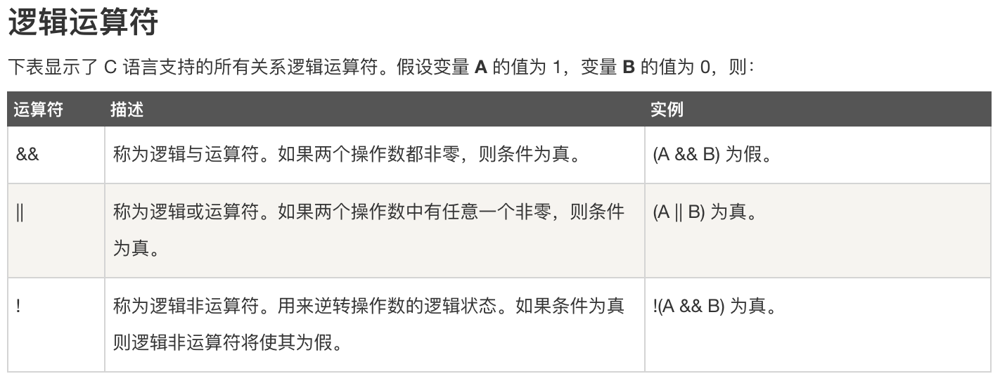 逻辑运算符
下表显示了 C 语言支持的所有关系逻辑运算符。假设变量 A 的值为 1，变量 B 的值为 0，则：
运算符 描述 实例
&& 称为逻辑与运算符。如果两个操作数都非零，则条件为真。 (A && B) 为假。
|| 称为逻辑或运算符。如果两个操作数中有任意一个非零，则条件 (A || B) 为真。
为真。
! 称为逻辑非运算符。用来逆转操作数的逻辑状态。如果条件为真 !(A && B) 为真。
则逻辑非运算符将使其为假。